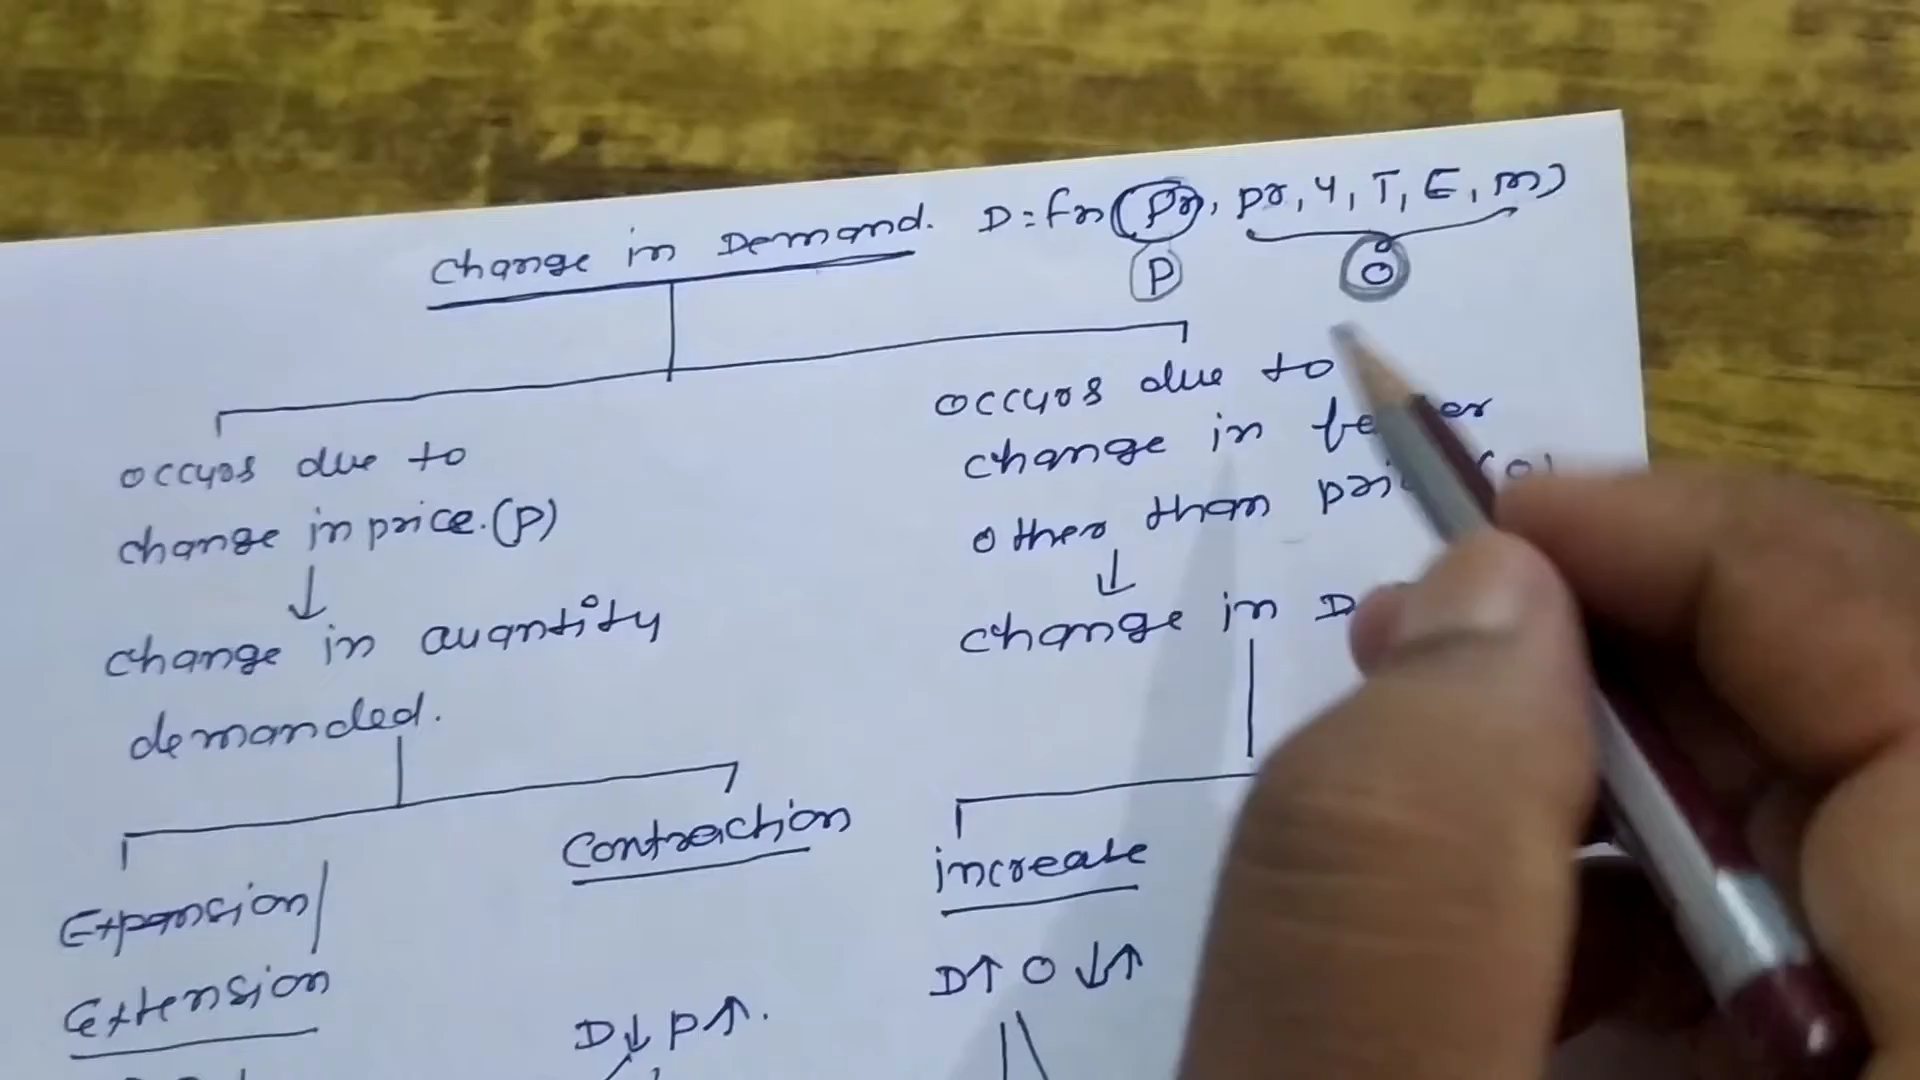 Change in Demand. D = fn (Px, Pr, Y, T, E, m)
P O
occurs due to
change in price. (P)
↓
change in quantity
demanded.
Expansion/
Extension
Contraction
D↓ P↑.
occurs due to
change in
other than
↓
change in D
increase
D↑ O ↓↑